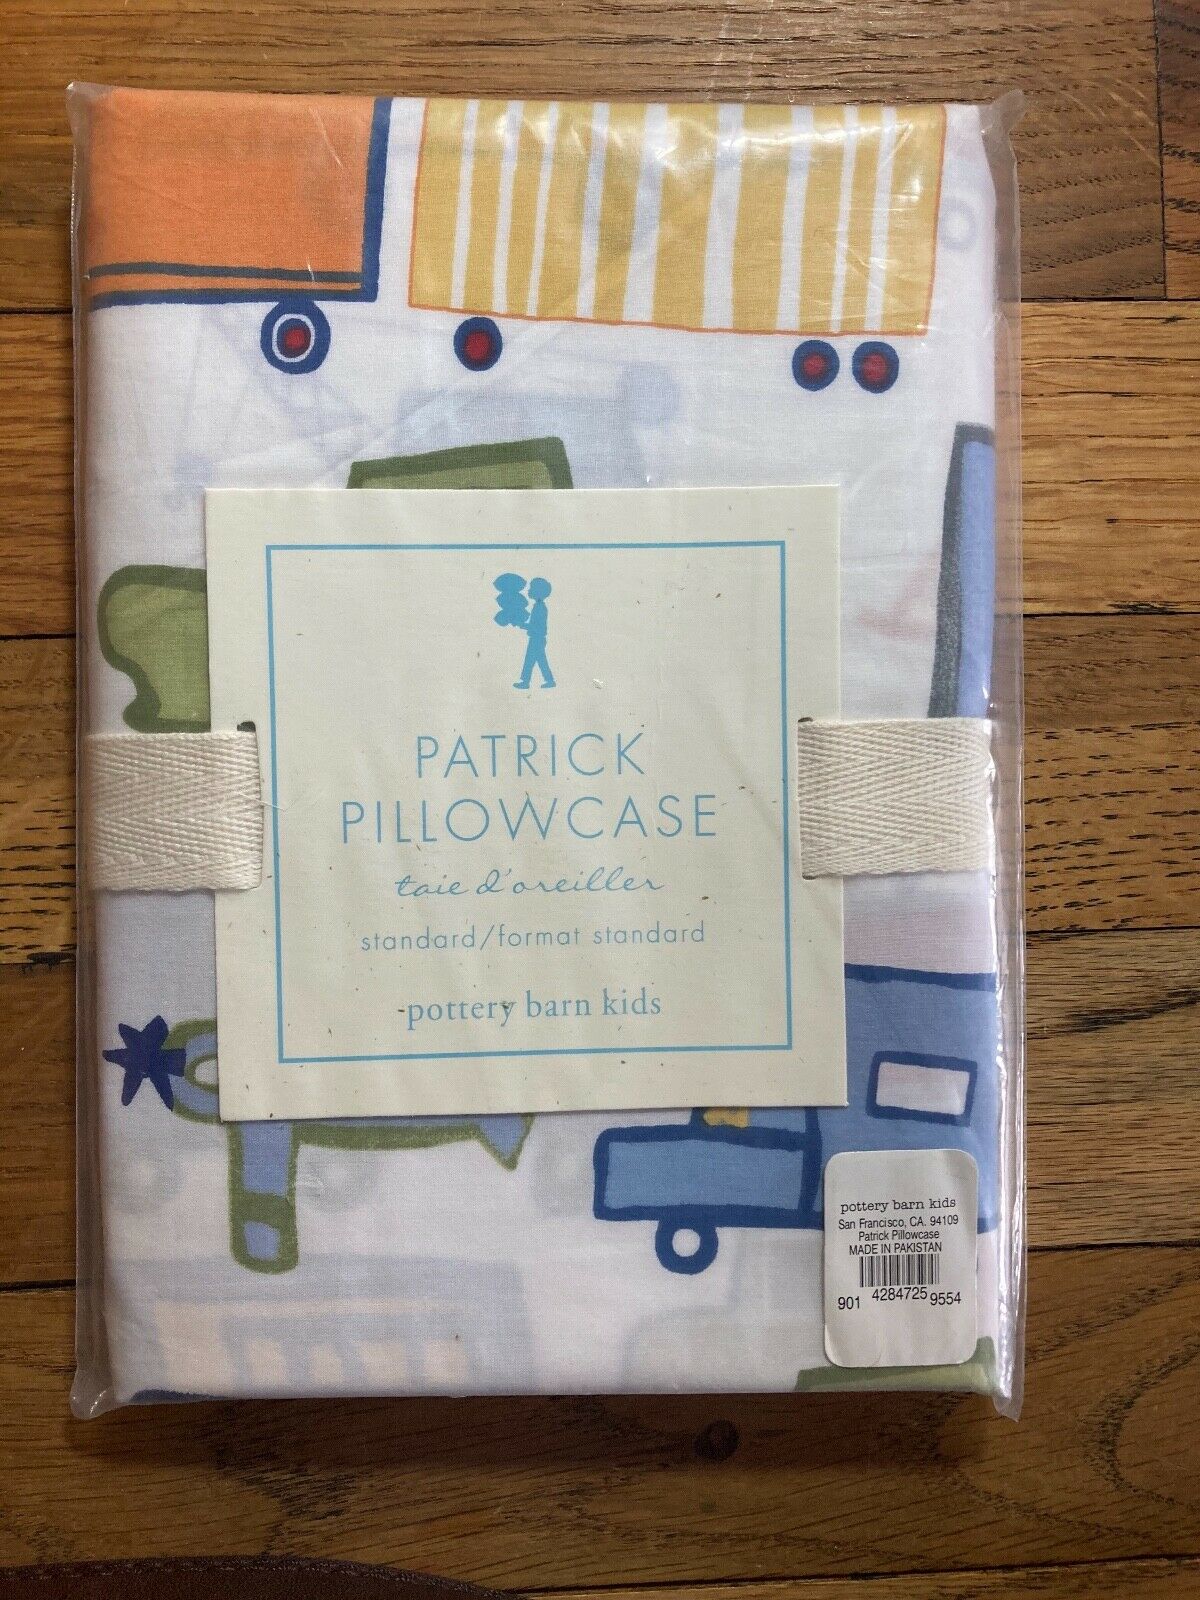 PATRICK
PILLOWCASE
taie d'oreiller
standard/format standard
pottery barn kids
pottery barn kids
San Francisco, CA. 94109
Patrick Pillowcase
MADE IN PAKISTAN
901 4284725 9554